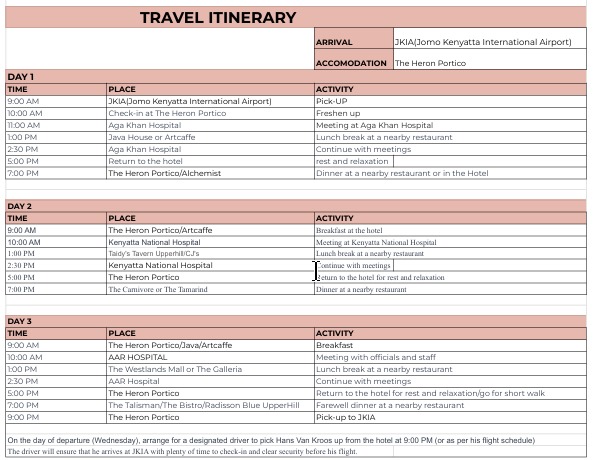 TRAVEL ITINERARY
ARRIVAL JKIA(Jomo Kenyatta International Airport)
ACCOMODATION The Heron Portico
DAY 1
TIME PLACE ACTIVITY
9:00 AM JKIA(Jomo Kenyatta International Airport) Pick-UP
10:00 AM Check-in at The Heron Portico Freshen up
11:00 AM Aga Khan Hospital Meeting at Aga Khan Hospital
1:00 PM Java House or Artcaffe Lunch break at a nearby restaurant
2:30 PM Aga Khan Hospital Continue with meetings
5:00 PM Return to the hotel rest and relaxation
7:00 PM The Heron Portico/Alchemist Dinner at a nearby restaurant or in the Hotel
DAY 2
TIME PLACE ACTIVITY
9:00 AM The Heron Portico/Artcaffe Breakfast at the hotel
10:00 AM Kenyatta National Hospital Meeting at Kenyatta National Hospital
1:00 PM Taidy's Tavern Upperhill/CJ's Lunch break at a nearby restaurant
2:30 PM Kenyatta National Hospital Continue with meetings
5:00 PM The Heron Portico Return to the hotel for rest and relaxation
7:00 PM The Carnivore or The Tamarind Dinner at a nearby restaurant
DAY 3
TIME PLACE ACTIVITY
9:00 AM The Heron Portico/Java/Artcaffe Breakfast
10:00 AM AAR HOSPITAL Meeting with officials and staff
1:00 PM The Westlands Mall or The Galleria Lunch break at a nearby restaurant
2:30 PM AAR Hospital Continue with meetings
5:00 PM The Heron Portico Return to the hotel for rest and relaxation/go for short walk
7:00 PM The Talisman/The Bistro/Radisson Blue UpperHill Farewell dinner at a nearby restaurant
9:00 PM The Heron Portico Pick-up to JKIA
On the day of departure (Wednesday), arrange for a designated driver to pick Hans Van Kroos up from the hotel at 9:00 PM (or as per his flight schedule)
The driver will ensure that he arrives at JKIA with plenty of time to check-in and clear security before his flight.